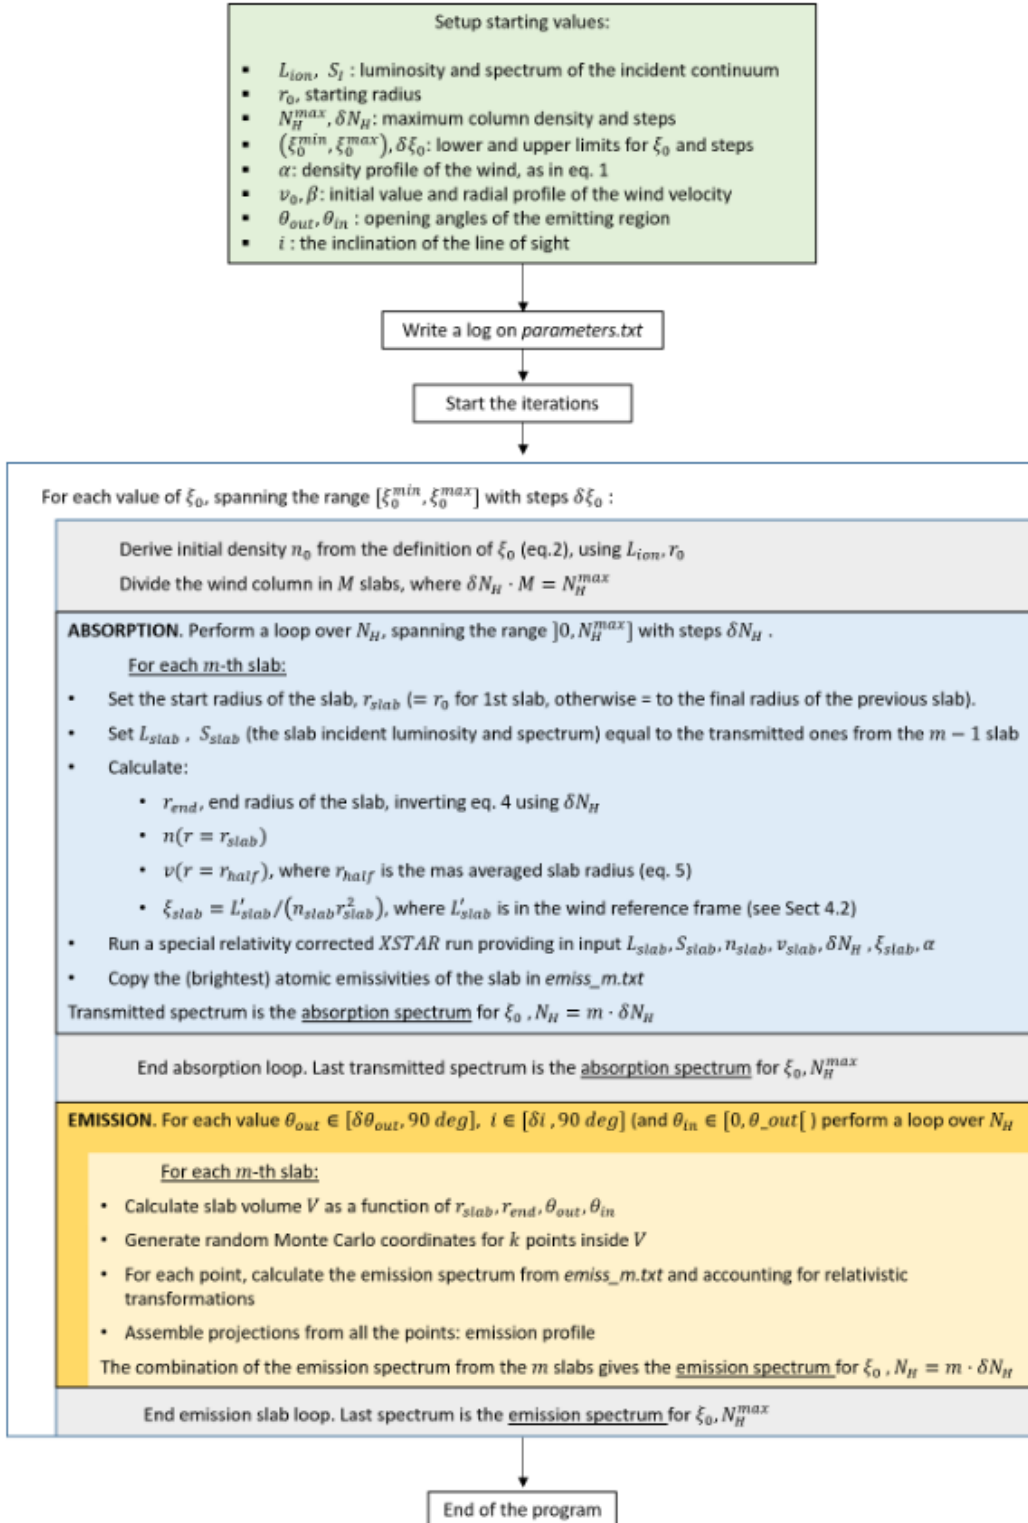 Setup starting values:
▪ L_ion, S_I : luminosity and spectrum of the incident continuum
▪ r_0, starting radius
▪ N_H^max, δN_H: maximum column density and steps
▪ (ξ_0^min, ξ_0^max), δξ_0: lower and upper limits for ξ_0 and steps
▪ α: density profile of the wind, as in eq. 1
▪ v_0, β: initial value and radial profile of the wind velocity
▪ θ_out, θ_in : opening angles of the emitting region
▪ i : the inclination of the line of sight
Write a log on parameters.txt
Start the iterations
For each value of ξ_0, spanning the range [ξ_0^min, ξ_0^max] with steps δξ_0 :
Derive initial density n_0 from the definition of ξ_0 (eq.2), using L_ion, r_0
Divide the wind column in M slabs, where δN_H · M = N_H^max
ABSORPTION. Perform a loop over N_H, spanning the range ]0, N_H^max] with steps δN_H .
For each m-th slab:
• Set the start radius of the slab, r_slab (= r_0 for 1st slab, otherwise = to the final radius of the previous slab).
• Set L_slab , S_slab (the slab incident luminosity and spectrum) equal to the transmitted ones from the m − 1 slab
• Calculate:
• r_end, end radius of the slab, inverting eq. 4 using δN_H
• n(r = r_slab)
• v(r = r_half), where r_half is the mas averaged slab radius (eq. 5)
• ξ_slab = L'_slab/(n_slab r_slab^2), where L'_slab is in the wind reference frame (see Sect 4.2)
• Run a special relativity corrected XSTAR run providing in input L_slab, S_slab, n_slab, v_slab, δN_H , ξ_slab, α
• Copy the (brightest) atomic emissivities of the slab in emiss_m.txt
Transmitted spectrum is the absorption spectrum for ξ_0 , N_H = m · δN_H
End absorption loop. Last transmitted spectrum is the absorption spectrum for ξ_0, N_H^max
EMISSION. For each value θ_out ∈ [δθ_out, 90 deg], i ∈ [δi , 90 deg] (and θ_in ∈ [0, θ_out[ ) perform a loop over N_H
For each m-th slab:
• Calculate slab volume V as a function of r_slab, r_end, θ_out, θ_in
• Generate random Monte Carlo coordinates for k points inside V
• For each point, calculate the emission spectrum from emiss_m.txt and accounting for relativistic
transformations
• Assemble projections from all the points: emission profile
The combination of the emission spectrum from the m slabs gives the emission spectrum for ξ_0 , N_H = m · δN_H
End emission slab loop. Last spectrum is the emission spectrum for ξ_0, N_H^max
End of the program